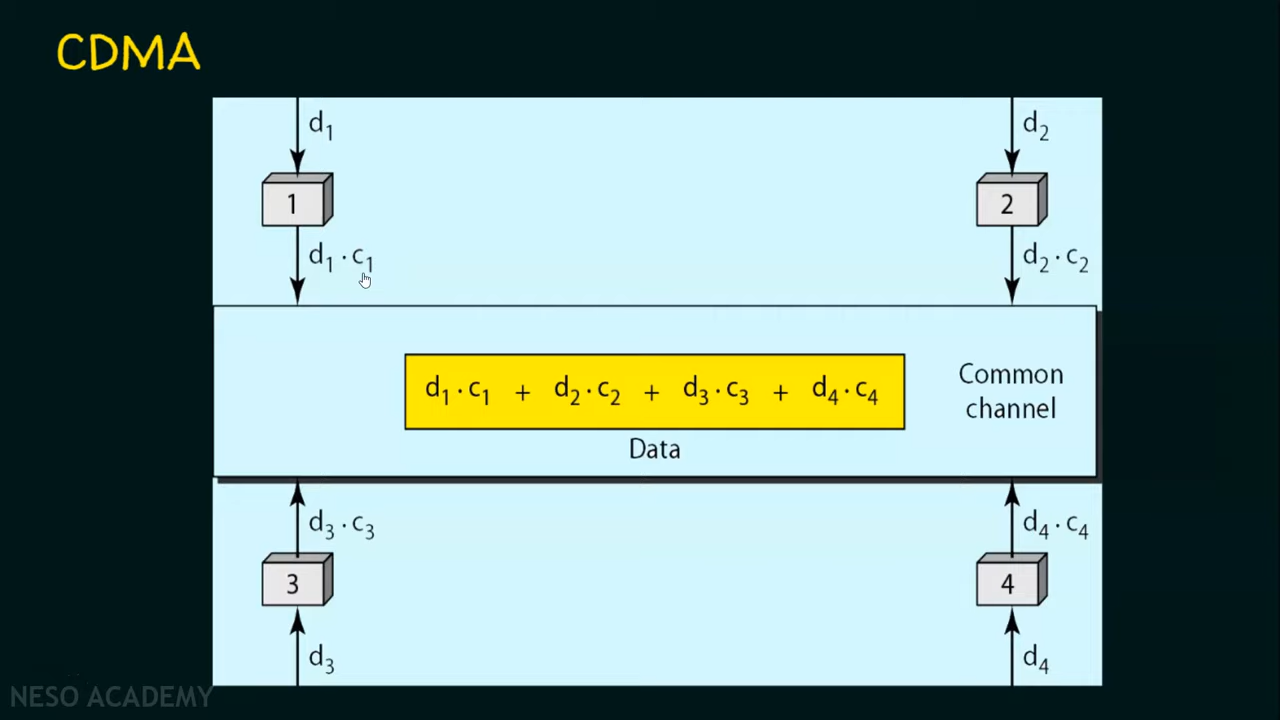 CDMA
d₁ d₂
1 2
d₁ · c₁ d₂ · c₂
d₁ · c₁ + d₂ · c₂ + d₃ · c₃ + d₄ · c₄
Common
channel
Data
d₃ · c₃ d₄ · c₄
3 4
d₃ d₄
NESO ACADEMY